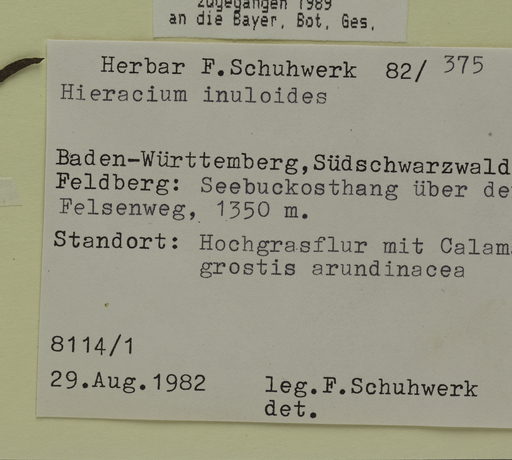 zugegangen 1989
an die Bayer. Bot. Ges.
Herbar F.Schuhwerk 82/ 375
Hieracium inuloides
Baden-Württemberg,Südschwarzwald
Feldberg: Seebuckosthang über de
Felsenweg, 1350 m.
Standort: Hochgrasflur mit Calam
grostis arundinacea
8114/1
29.Aug.1982 leg.F.Schuhwerk
det.